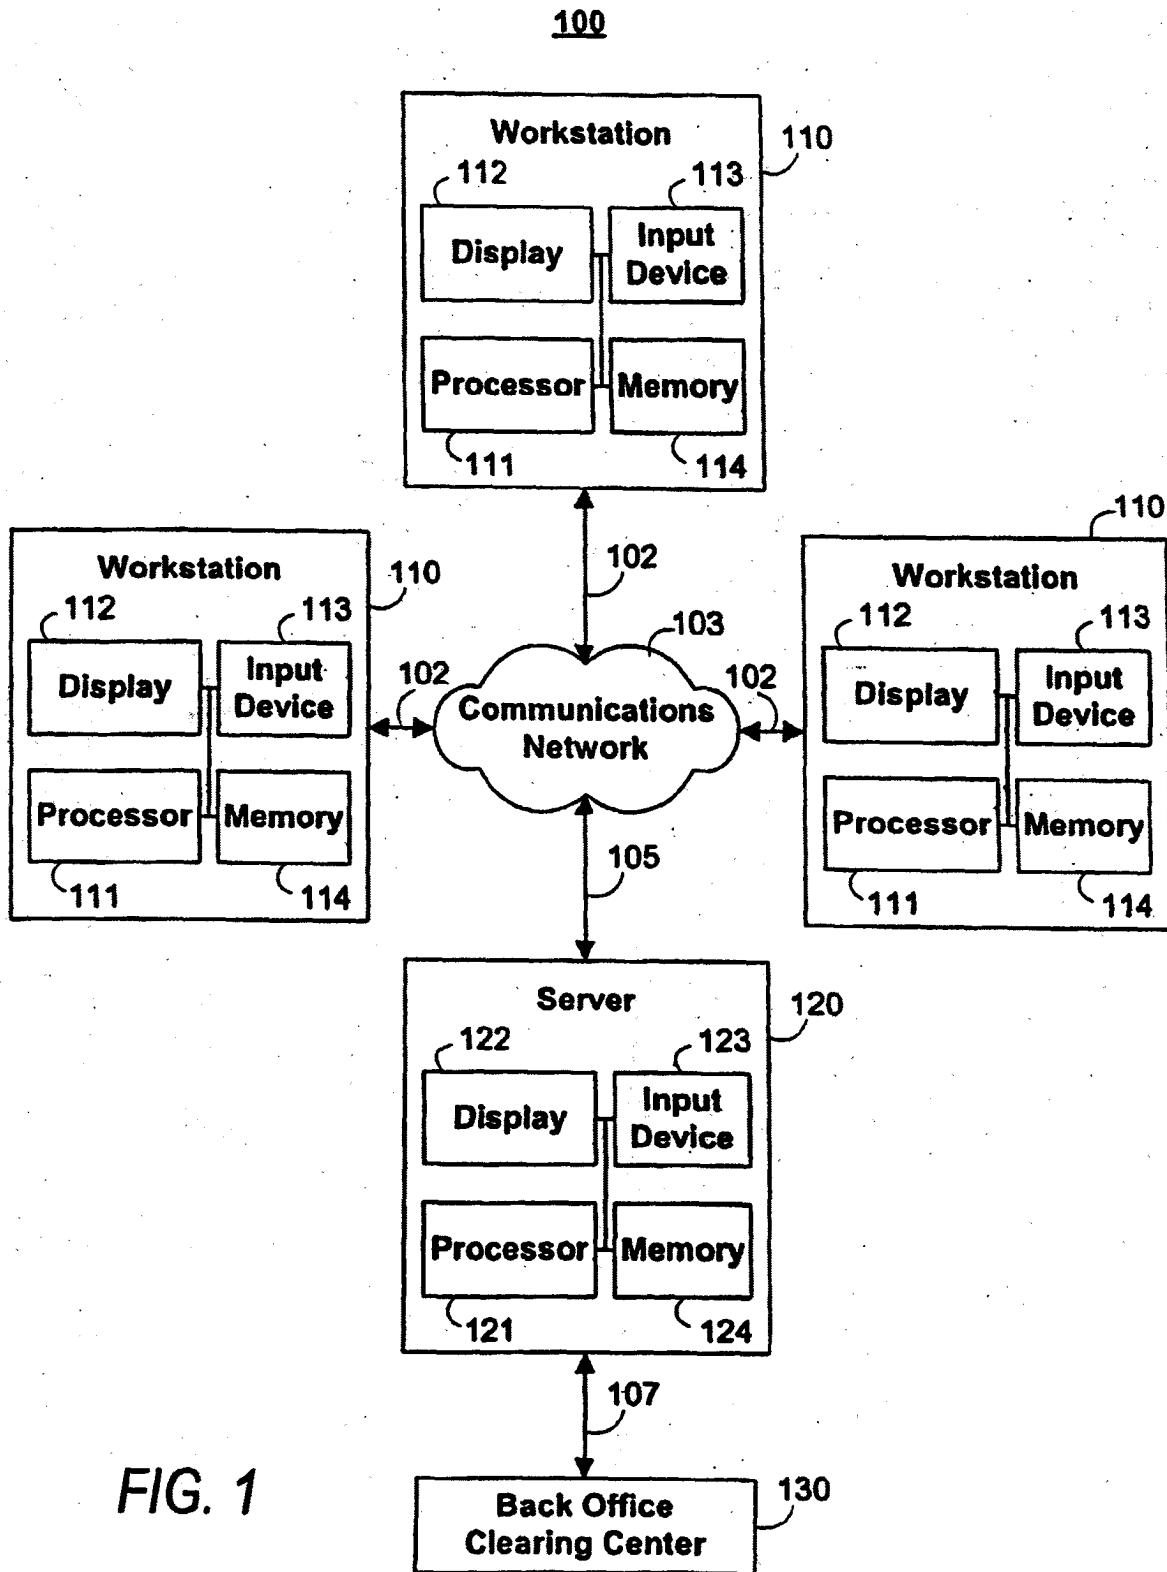 100
Workstation
110
112
113
Display
Input
Device
Processor
Memory
111
114
102
Workstation
110
112
113
Display
Input
Device
Processor
Memory
111
114
102
103
Communications
Network
102
110
Workstation
112
113
Display
Input
Device
Processor
Memory
111
114
105
Server
120
122
123
Display
Input
Device
Processor
Memory
121
124
107
Back Office
Clearing Center
130
FIG. 1